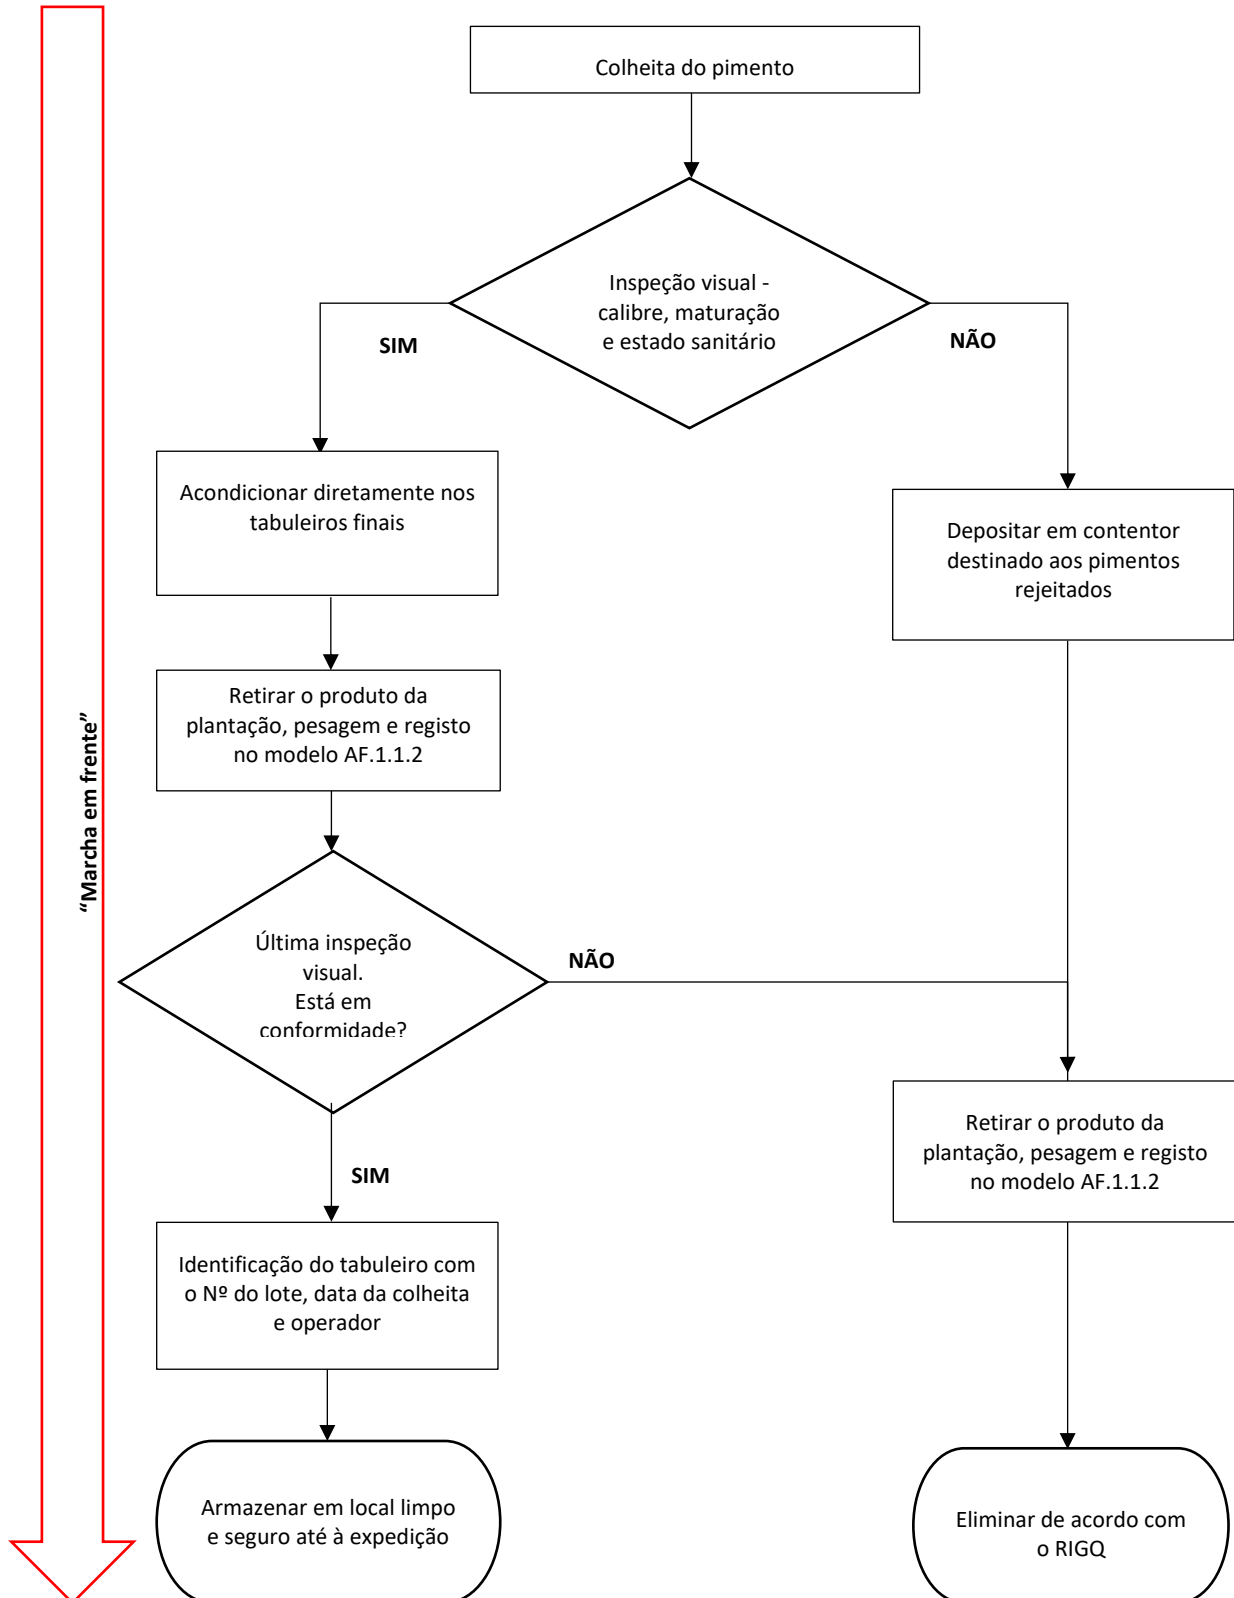 Colheita do pimento
Inspeção visual -
calibre, maturação
e estado sanitário
SIM
NÃO
Acondicionar diretamente nos
tabuleiros finais
Depositar em contentor
destinado aos pimentos
rejeitados
Retirar o produto da
plantação, pesagem e registo
no modelo AF.1.1.2
“Marcha em frente”
Última inspeção
visual.
Está em
conformidade?
NÃO
Retirar o produto da
plantação, pesagem e registo
no modelo AF.1.1.2
SIM
Identificação do tabuleiro com
o Nº do lote, data da colheita
e operador
Armazenar em local limpo
e seguro até à expedição
Eliminar de acordo com
o RIGQ